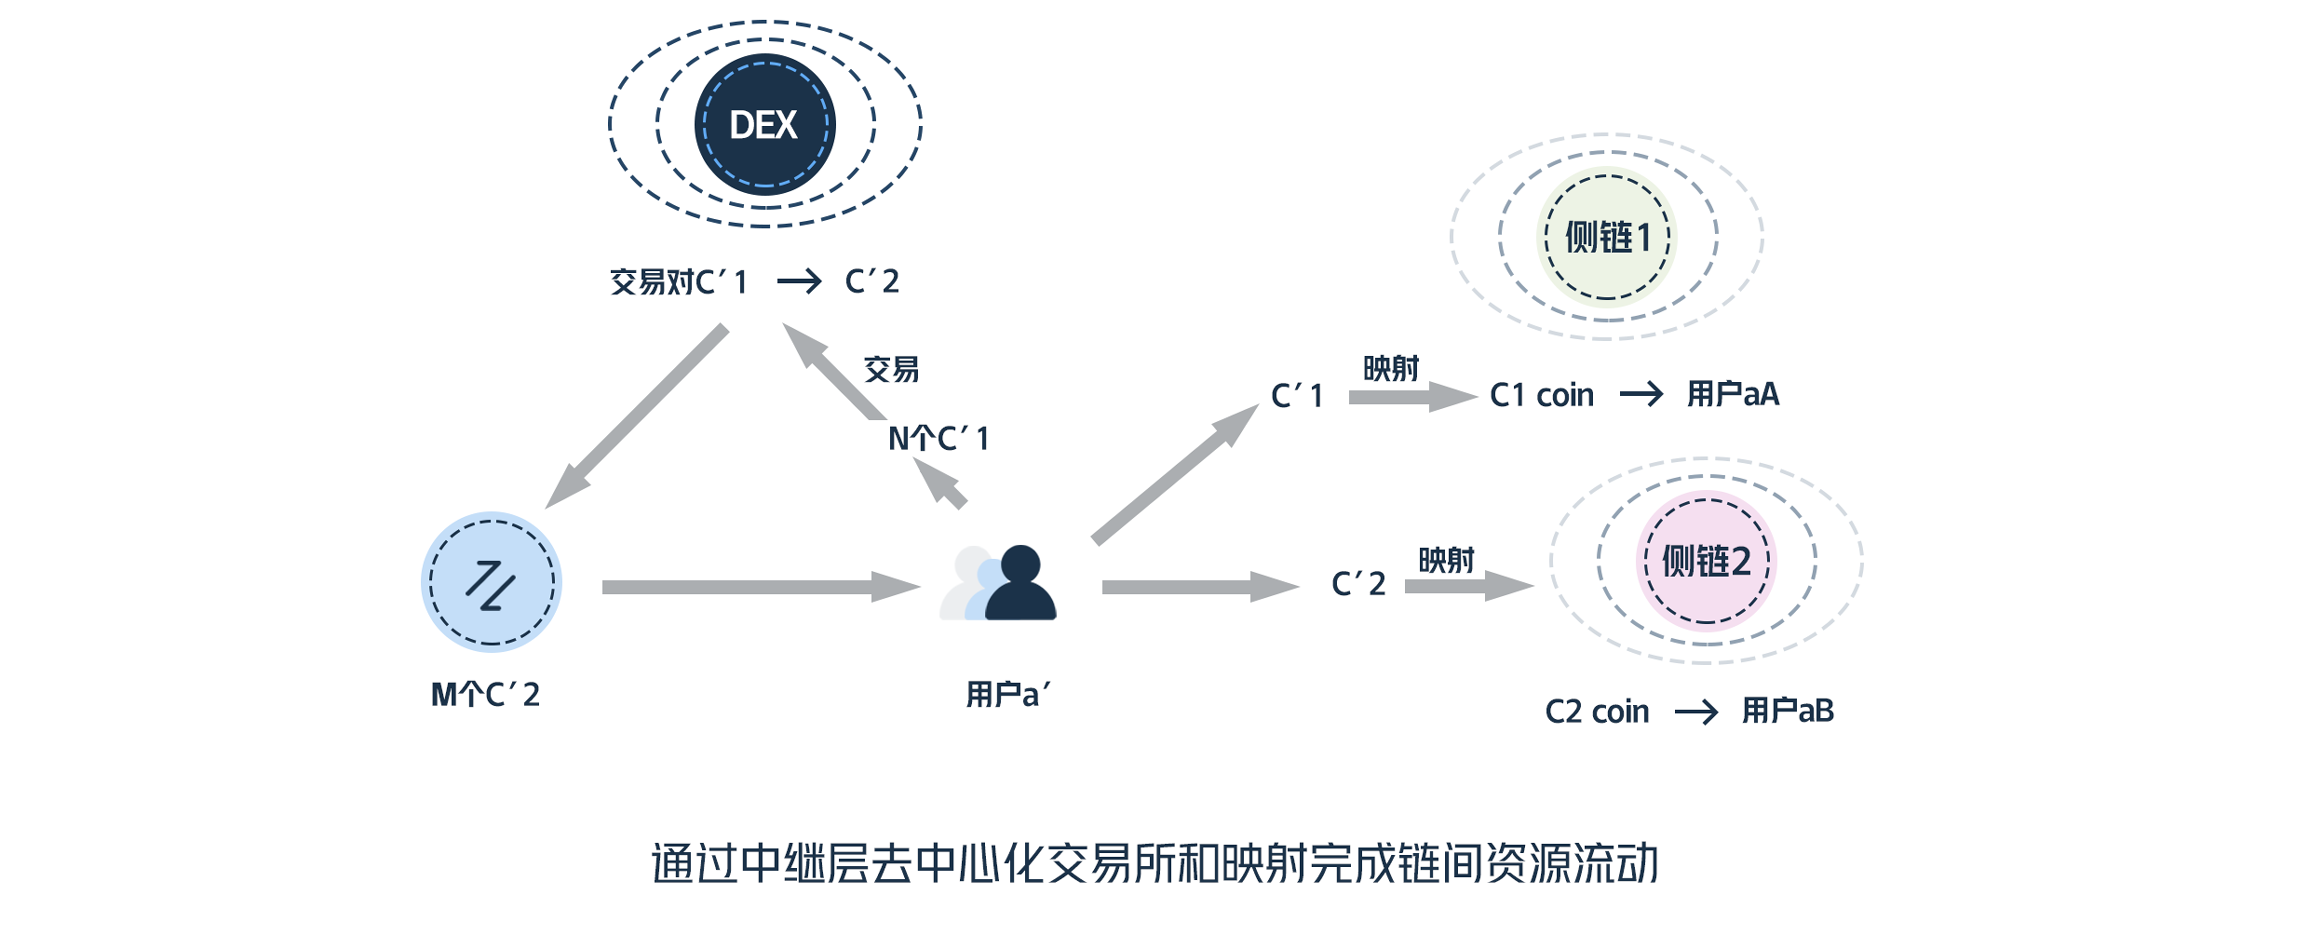 DEX
交易对C′1 → C′2
交易
N个C′1
M个C′2
用户a′
侧链1
C′1
映射
C1 coin → 用户aA
侧链2
C′2
映射
C2 coin → 用户aB
通过中继层去中心化交易所和映射完成链间资源流动